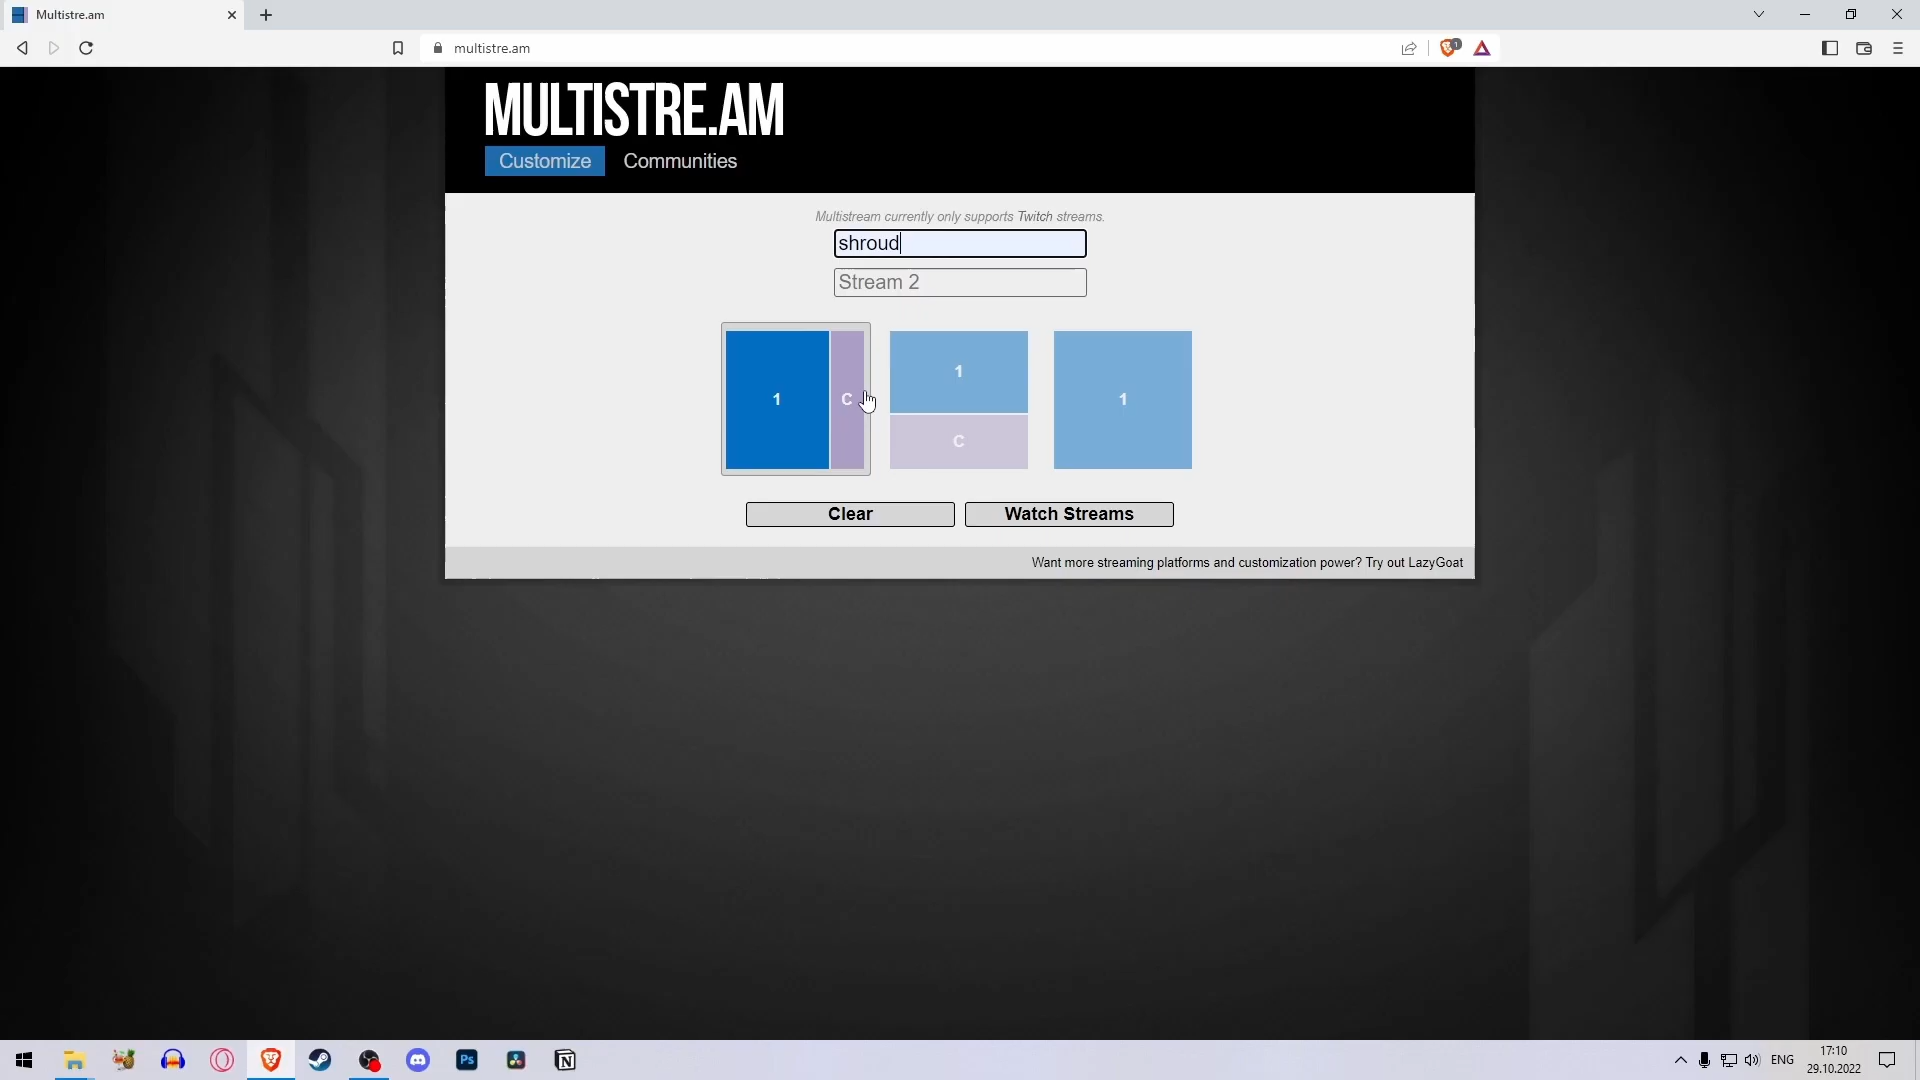 Multistre.am
multistre.am
1
MULTISTRE.AM
Customize
Communities
Multistream currently only supports Twitch streams.
shroud
Stream 2
1
C
1
C
1
Clear
Watch Streams
Want more streaming platforms and customization power? Try out LazyGoat
Ps
N
ENG
17:10
29.10.2022